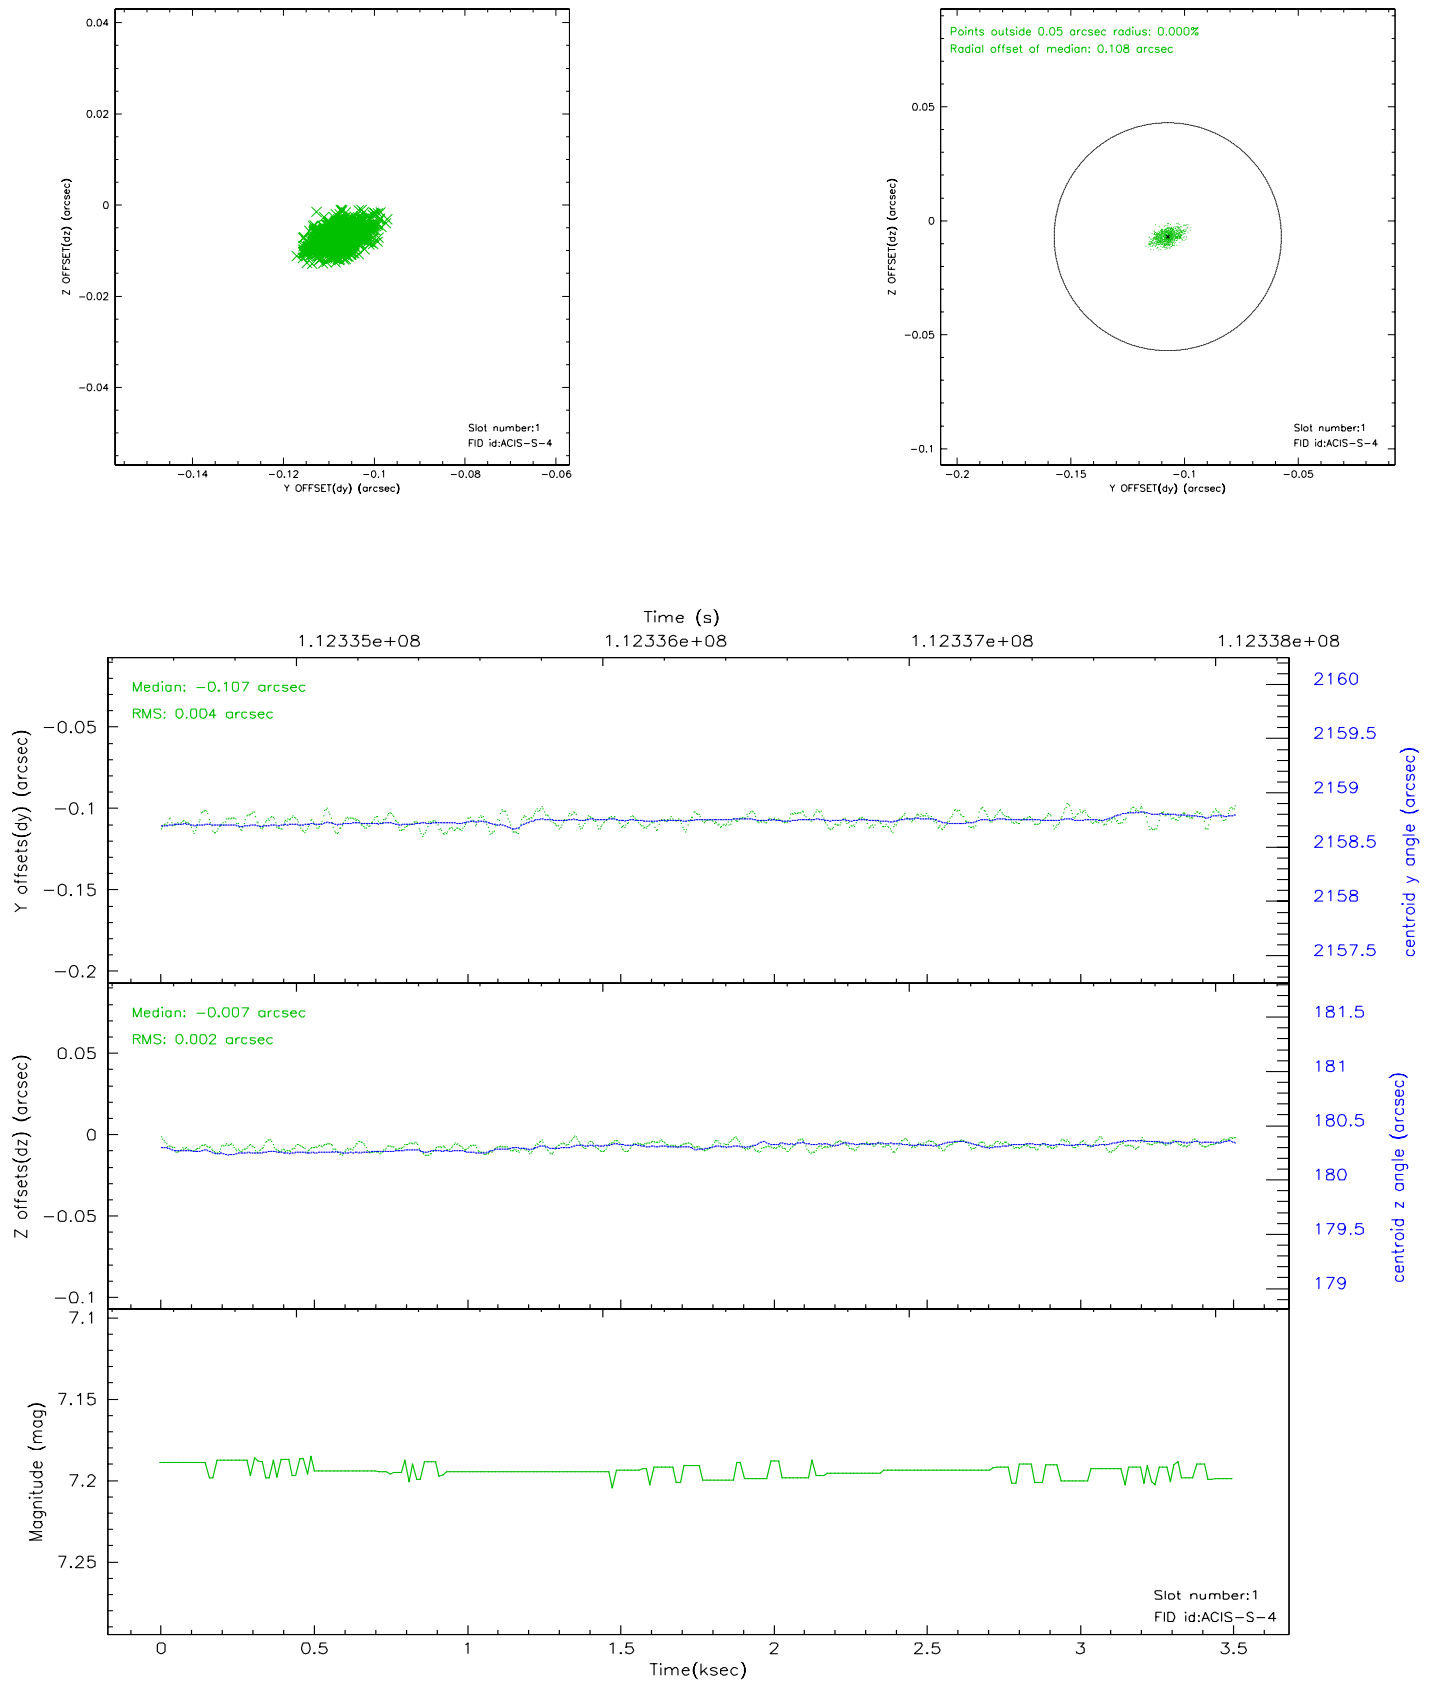 0.04
0.02
0
−0.02
−0.04
Z OFFSET(dz) (arcsec)
Slot number:1
FID id:ACIS−S−4
−0.14
−0.12
−0.1
−0.08
−0.06
Y OFFSET(dy) (arcsec)
Points outside 0.05 arcsec radius: 0.000%
Radial offset of median: 0.108 arcsec
0.05
0
−0.05
−0.1
Z OFFSET(dz) (arcsec)
Slot number:1
FID id:ACIS−S−4
−0.2
−0.15
−0.1
−0.05
Y OFFSET(dy) (arcsec)
Time (s)
1.12335e+08
1.12336e+08
1.12337e+08
1.12338e+08
Median: −0.107 arcsec
RMS: 0.004 arcsec
−0.05
−0.1
−0.15
−0.2
Y offsets(dy) (arcsec)
2160
2159.5
2159
2158.5
2158
2157.5
centroid y angle (arcsec)
Median: −0.007 arcsec
RMS: 0.002 arcsec
0.05
0
−0.05
−0.1
Z offsets(dz) (arcsec)
181.5
181
180.5
180
179.5
179
centroid z angle (arcsec)
7.1
7.15
7.2
7.25
Magnitude (mag)
Slot number:1
FID id:ACIS−S−4
0
0.5
1
1.5
2
2.5
3
3.5
Time(ksec)